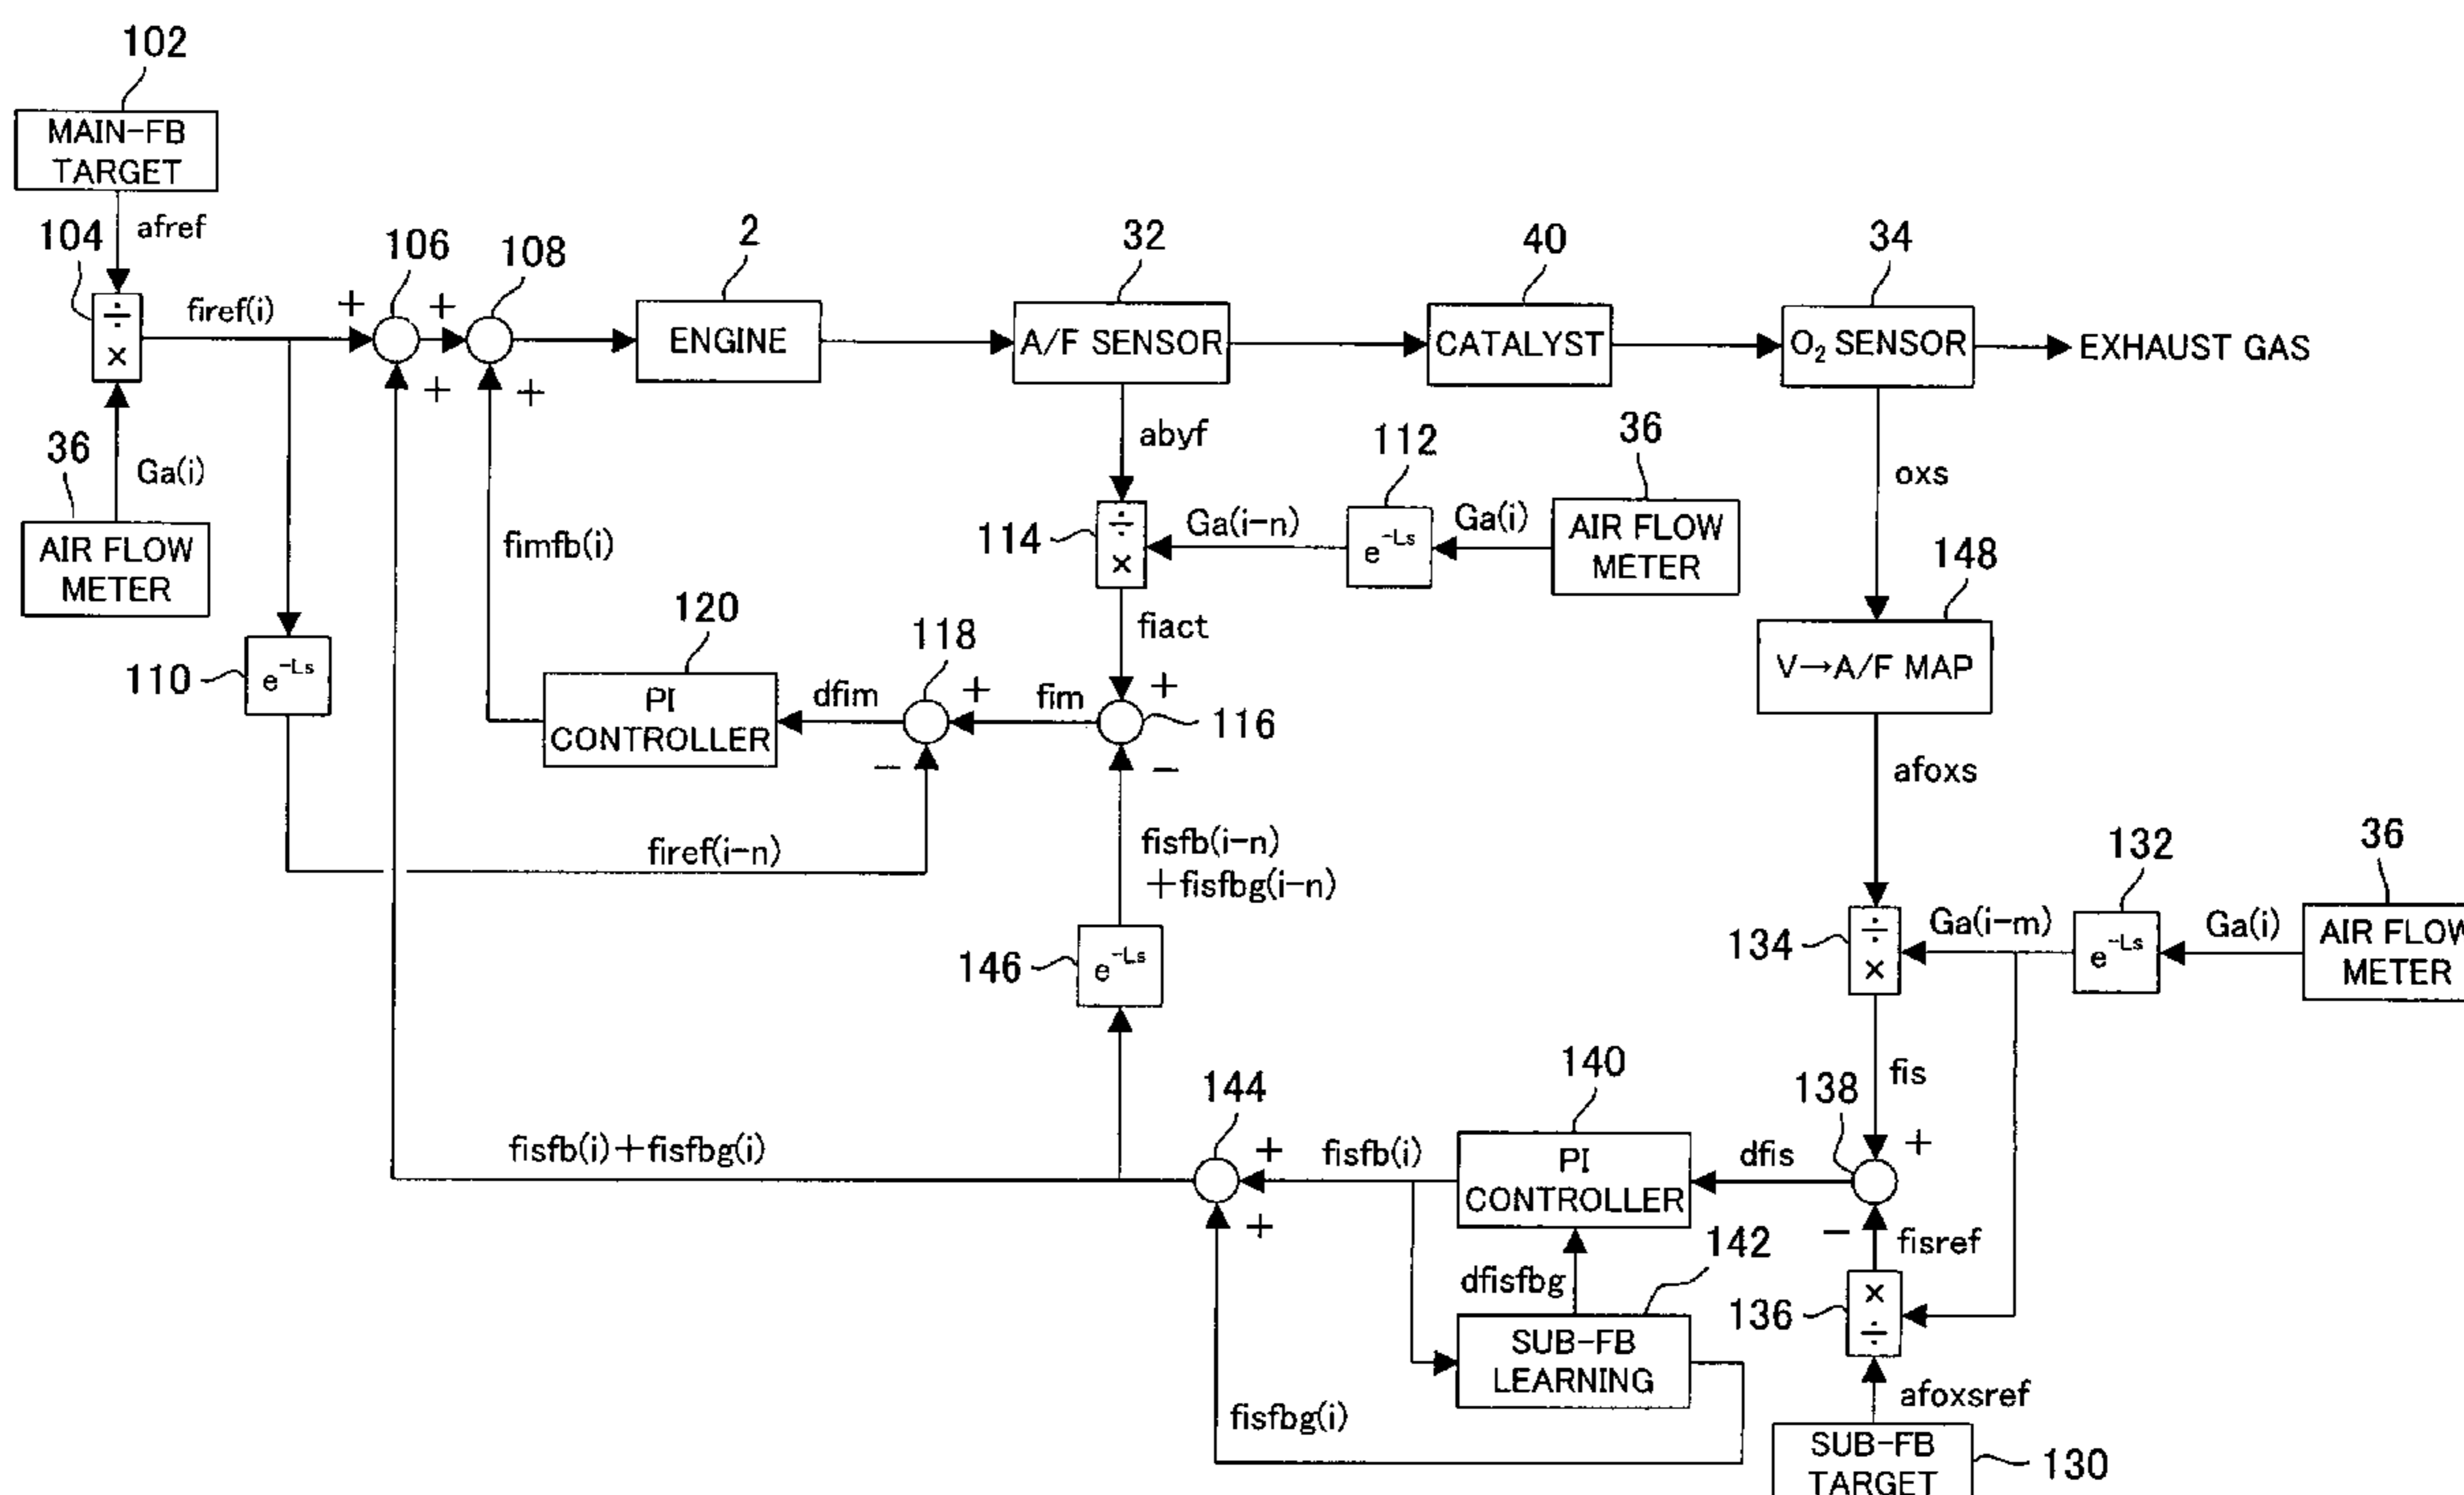 102
MAIN-FB
TARGET
104
afref
firef(i)
÷
×
36
Ga(i)
AIR FLOW
METER
106
+
+
108
+
+
2
ENGINE
32
A/F SENSOR
40
CATALYST
34
O₂ SENSOR
EXHAUST GAS
abyf
112
36
114
÷
×
Ga(i−n)
e⁻ᴸˢ
Ga(i)
AIR FLOW
METER
oxs
148
V→A/F MAP
afoxs
110
e⁻ᴸˢ
fimfb(i)
120
PI
CONTROLLER
dfim
118
+
−
fim
fiact
+
116
−
firef(i−n)
fisfb(i−n)
+fisfbg(i−n)
146
e⁻ᴸˢ
132
36
134
÷
×
Ga(i−m)
e⁻ᴸˢ
Ga(i)
AIR FLOW
METER
fis
138
+
−
fisfb(i)+fisfbg(i)
144
+
+
fisfb(i)
140
PI
CONTROLLER
dfis
fisref
dfisfbg
142
SUB-FB
LEARNING
136
×
÷
fisfbg(i)
afoxsref
SUB-FB
TARGET
130